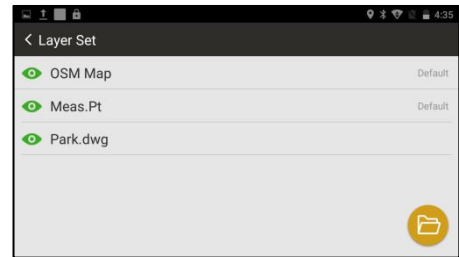 4:35
Layer Set
OSM Map Default
Meas.Pt Default
Park.dwg